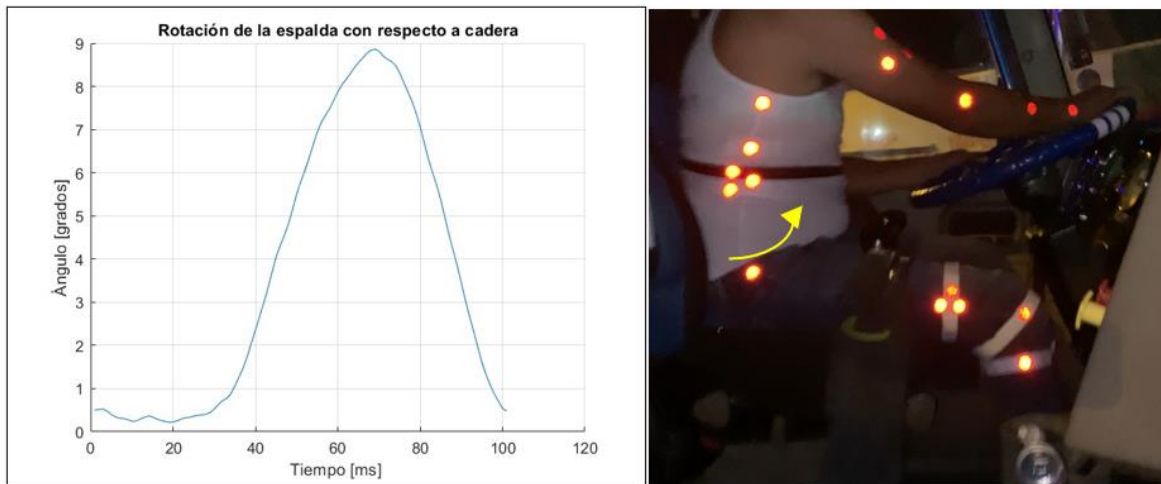 Rotación de la espalda con respecto a cadera
9
8
7
6
5
4
3
2
1
0
Ángulo [grados]
0 20 40 60 80 100 120
Tiempo [ms]